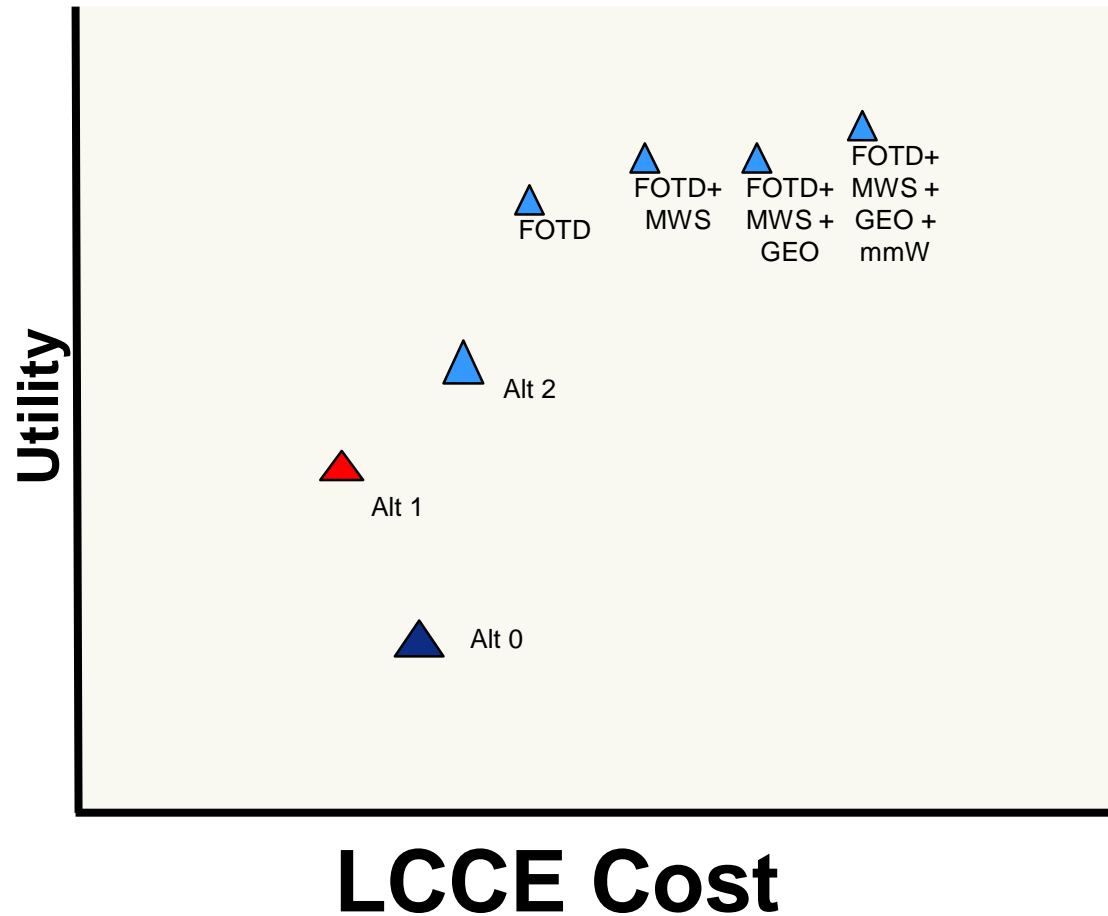 Utility
FOTD
FOTD+
MWS
FOTD+
MWS +
GEO
FOTD+
MWS +
GEO +
mmW
Alt 2
Alt 1
Alt 0
LCCE Cost